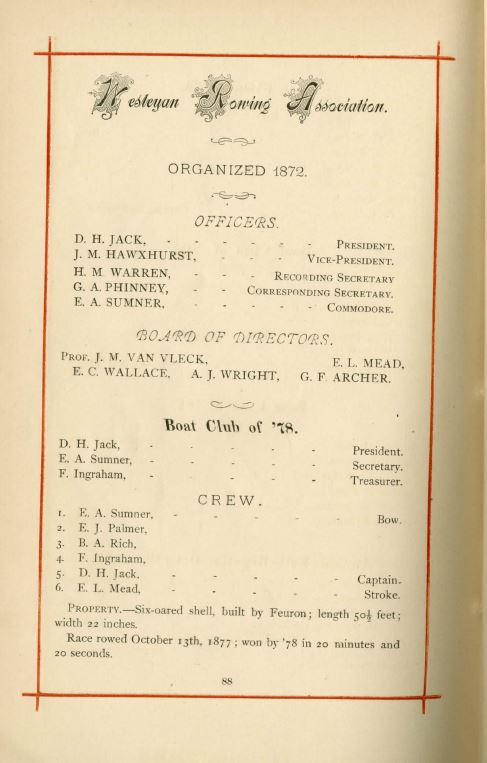 Wesleyan Rowing Association.
ORGANIZED 1872.
OFFICERS.
D. H. JACK, - - - - - - PRESIDENT.
J. M. HAWXHURST, - - - VICE-PRESIDENT.
H. M WARREN, - - - RECORDING SECRETARY
G. A. PHINNEY, - - CORRESPONDING SECRETARY.
E. A. SUMNER, - - - - - COMMODORE.
BOARD OF DIRECTORS.
PROF. J. M. VAN VLECK, E. L. MEAD,
E. C. WALLACE, A. J. WRIGHT, G. F. ARCHER.
Boat Club of '78.
D. H. Jack, - - - - - President.
E. A. Sumner, - - - - - Secretary.
F. Ingraham, - - - - - Treasurer.
CREW.
1. E. A. Sumner, - - - - - Bow.
2. E. J. Palmer,
3. B. A. Rich,
4. F. Ingraham,
5. D. H. Jack, - - - - - Captain.
6. E. L. Mead, - - - - - Stroke.
PROPERTY.—Six-oared shell, built by Feuron; length 50½ feet;
width 22 inches.
Race rowed October 13th, 1877; won by '78 in 20 minutes and
20 seconds.
88